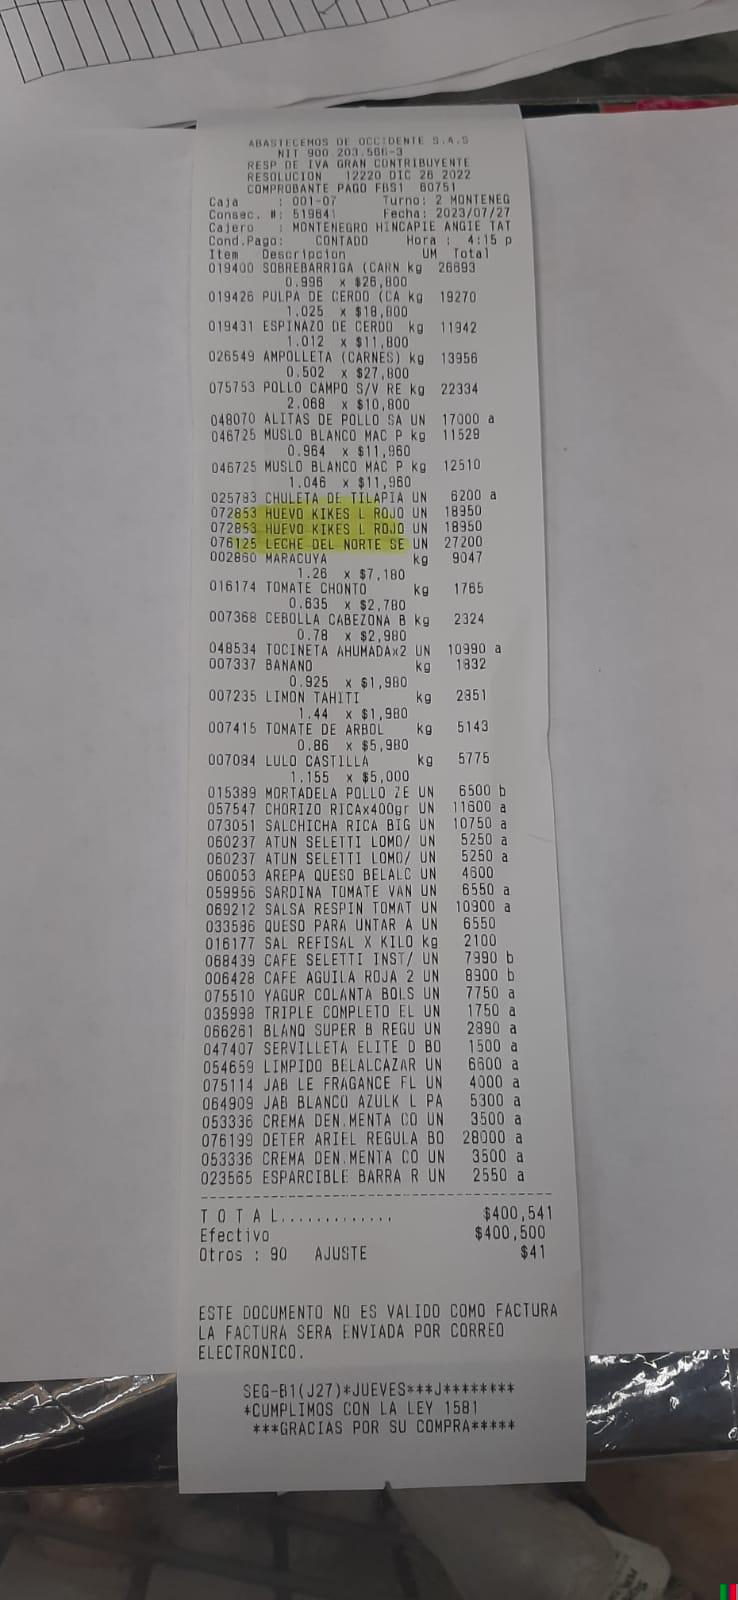 ABASTECEMOS DE OCCIDENTE S.A.S
NIT 900.203.566-3
RESP DE IVA GRAN CONTRIBUYENTE
RESOLUCION 12220 DIC 26 2022
COMPROBANTE PAGO FBS1 60751
Caja : 001-07 Turno: 2 MONTENEG
Consec. #: 519641 Fecha: 2023/07/27
Cajero : MONTENEGRO HINCAPIE ANGIE TAT
Cond.Pago: CONTADO Hora : 4:15 p
Item Descripcion UM Total
019400 SOBREBARRIGA (CARN kg 26693
0.996 x $26,800
019426 PULPA DE CERDO (CA kg 19270
1.025 x $18,800
019431 ESPINAZO DE CERDO kg 11942
1.012 x $11,800
026549 AMPOLLETA (CARNES) kg 13956
0.502 x $27,800
075753 POLLO CAMPO S/V RE kg 22334
2.068 x $10,800
048070 ALITAS DE POLLO SA UN 17000 a
046725 MUSLO BLANCO MAC P kg 11529
0.964 x $11,960
046725 MUSLO BLANCO MAC P kg 12510
1.046 x $11,960
025783 CHULETA DE TILAPIA UN 6200 a
072853 HUEVO KIKES L ROJO UN 18950
072853 HUEVO KIKES L ROJO UN 18950
076125 LECHE DEL NORTE SE UN 27200
002860 MARACUYA kg 9047
1.26 x $7,180
016174 TOMATE CHONTO kg 1765
0.635 x $2,780
007368 CEBOLLA CABEZONA B kg 2324
0.78 x $2,980
048534 TOCINETA AHUMADAx2 UN 10990 a
007337 BANANO kg 1832
0.925 x $1,980
007235 LIMON TAHITI kg 2851
1.44 x $1,980
007415 TOMATE DE ARBOL kg 5143
0.86 x $5,980
007084 LULO CASTILLA kg 5775
1.155 x $5,000
015389 MORTADELA POLLO ZE UN 6500 b
057547 CHORIZO RICAx400gr UN 11600 a
073051 SALCHICHA RICA BIG UN 10750 a
060237 ATUN SELETTI LOMO/ UN 5250 a
060237 ATUN SELETTI LOMO/ UN 5250 a
060053 AREPA QUESO BELALC UN 4600
059956 SARDINA TOMATE VAN UN 6550 a
069212 SALSA RESPIN TOMAT UN 10900 a
033586 QUESO PARA UNTAR A UN 6550
016177 SAL REFISAL X KILO kg 2100
068439 CAFE SELETTI INST/ UN 7990 b
006428 CAFE AGUILA ROJA 2 UN 8900 b
075510 YAGUR COLANTA BOLS UN 7750 a
035998 TRIPLE COMPLETO EL UN 1750 a
066261 BLANQ SUPER B REGU UN 2890 a
047407 SERVILLETA ELITE D BO 1500 a
054659 LIMPIDO BELALCAZAR UN 6600 a
075114 JAB LE FRAGANCE FL UN 4000 a
064909 JAB BLANCO AZULK L PA 5300 a
053336 CREMA DEN.MENTA CO UN 3500 a
076199 DETER ARIEL REGULA BO 28000 a
053336 CREMA DEN.MENTA CO UN 3500 a
023565 ESPARCIBLE BARRA R UN 2550 a
TOTAL............. $400,541
Efectivo $400,500
Otros : 90 AJUSTE $41
ESTE DOCUMENTO NO ES VALIDO COMO FACTURA
LA FACTURA SERA ENVIADA POR CORREO
ELECTRONICO.
SEG-B1(J27)*JUEVES***J********
*CUMPLIMOS CON LA LEY 1581
***GRACIAS POR SU COMPRA*****